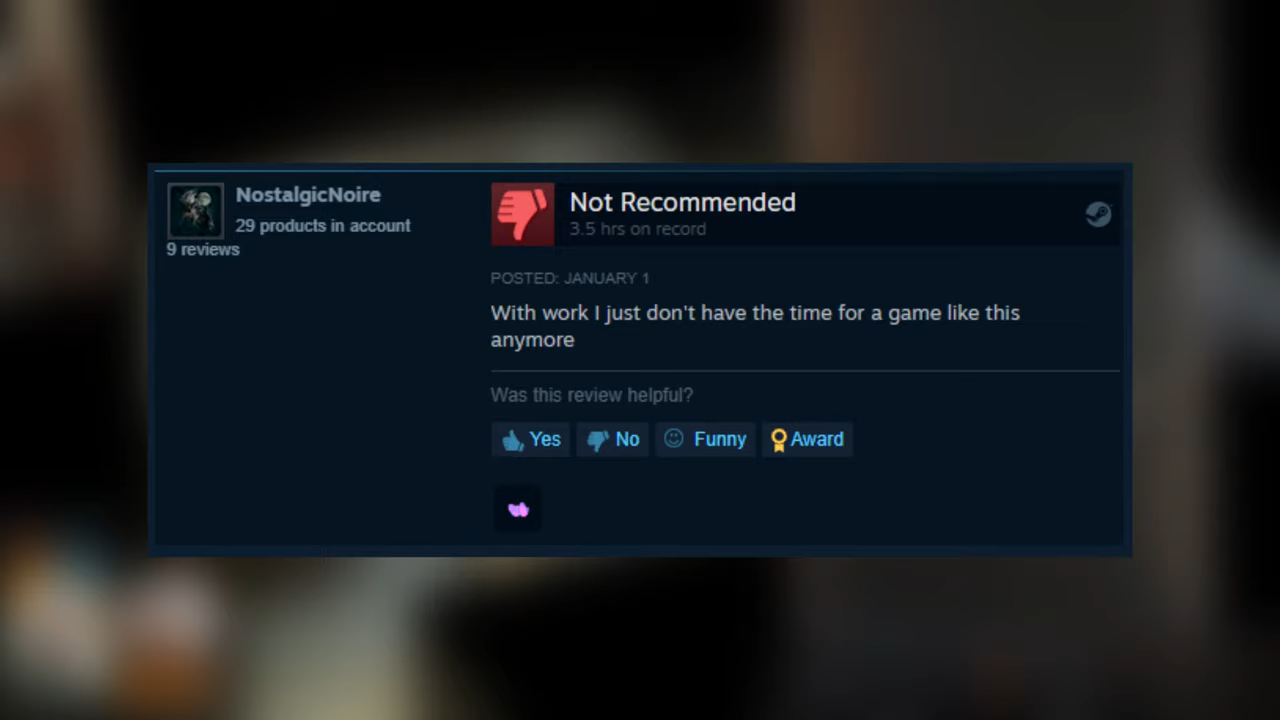 NostalgicNoire
29 products in account
9 reviews
Not Recommended
3.5 hrs on record
POSTED: JANUARY 1
With work I just don't have the time for a game like this
anymore
Was this review helpful?
Yes No Funny Award